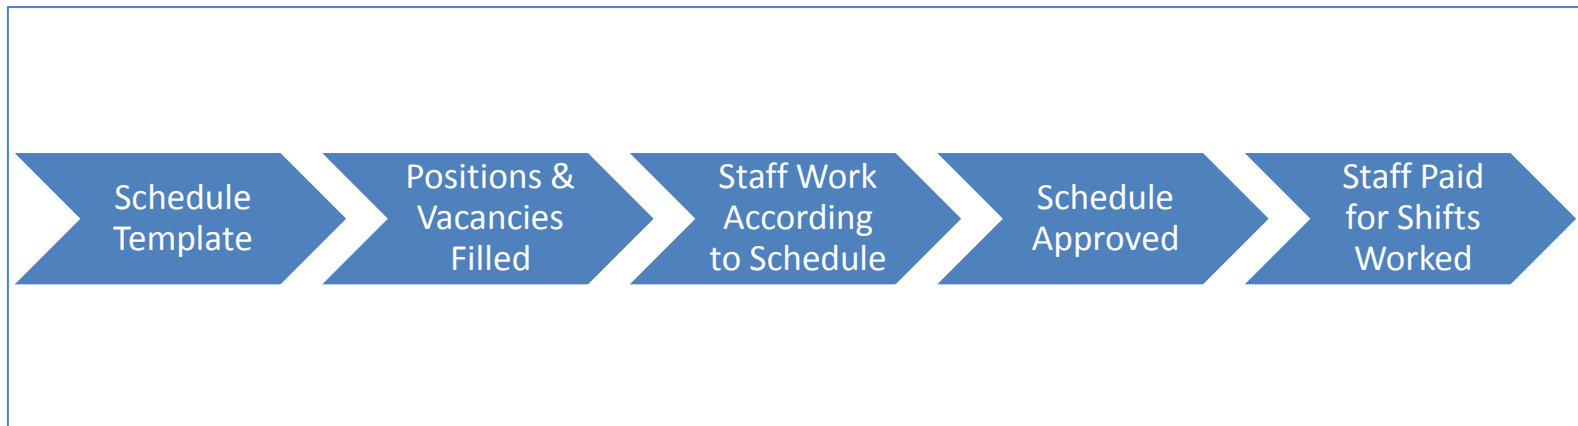 Schedule
Template
Positions &
Vacancies
Filled
Staff Work
According
to Schedule
Schedule
Approved
Staff Paid
for Shifts
Worked